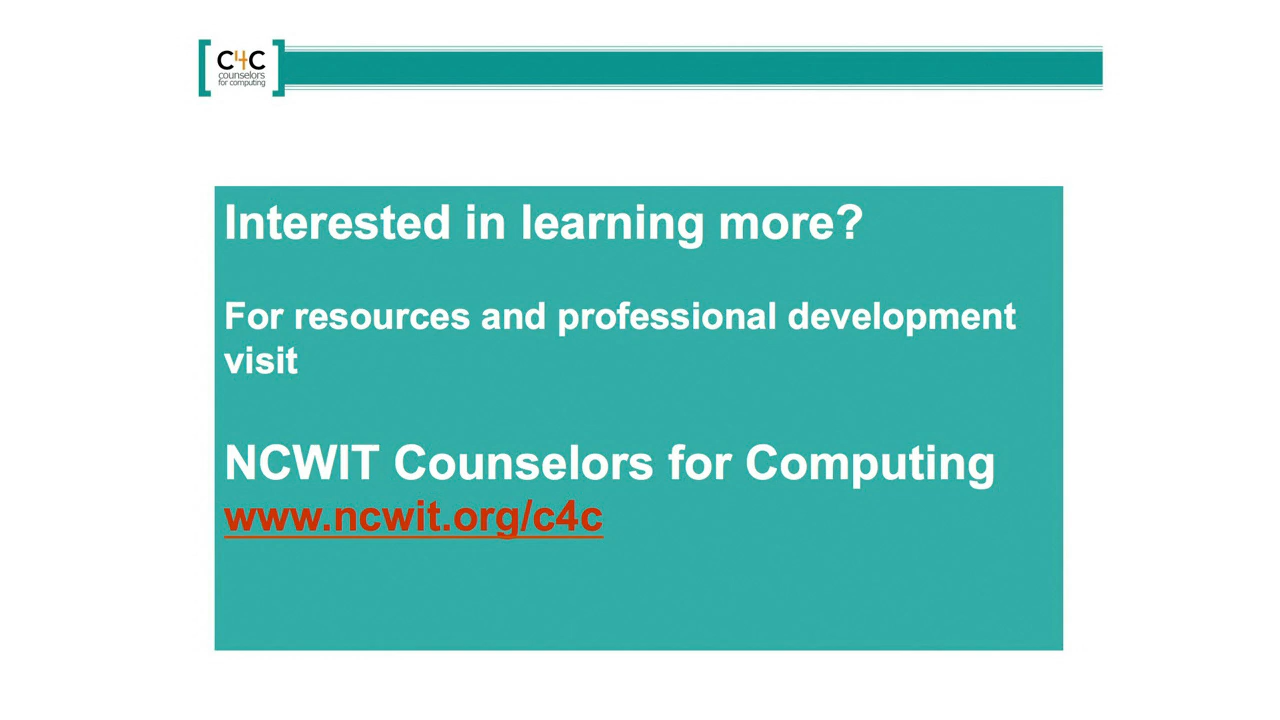 C4C
counselors
for computing
Interested in learning more?
For resources and professional development
visit
NCWIT Counselors for Computing
www.ncwit.org/c4c